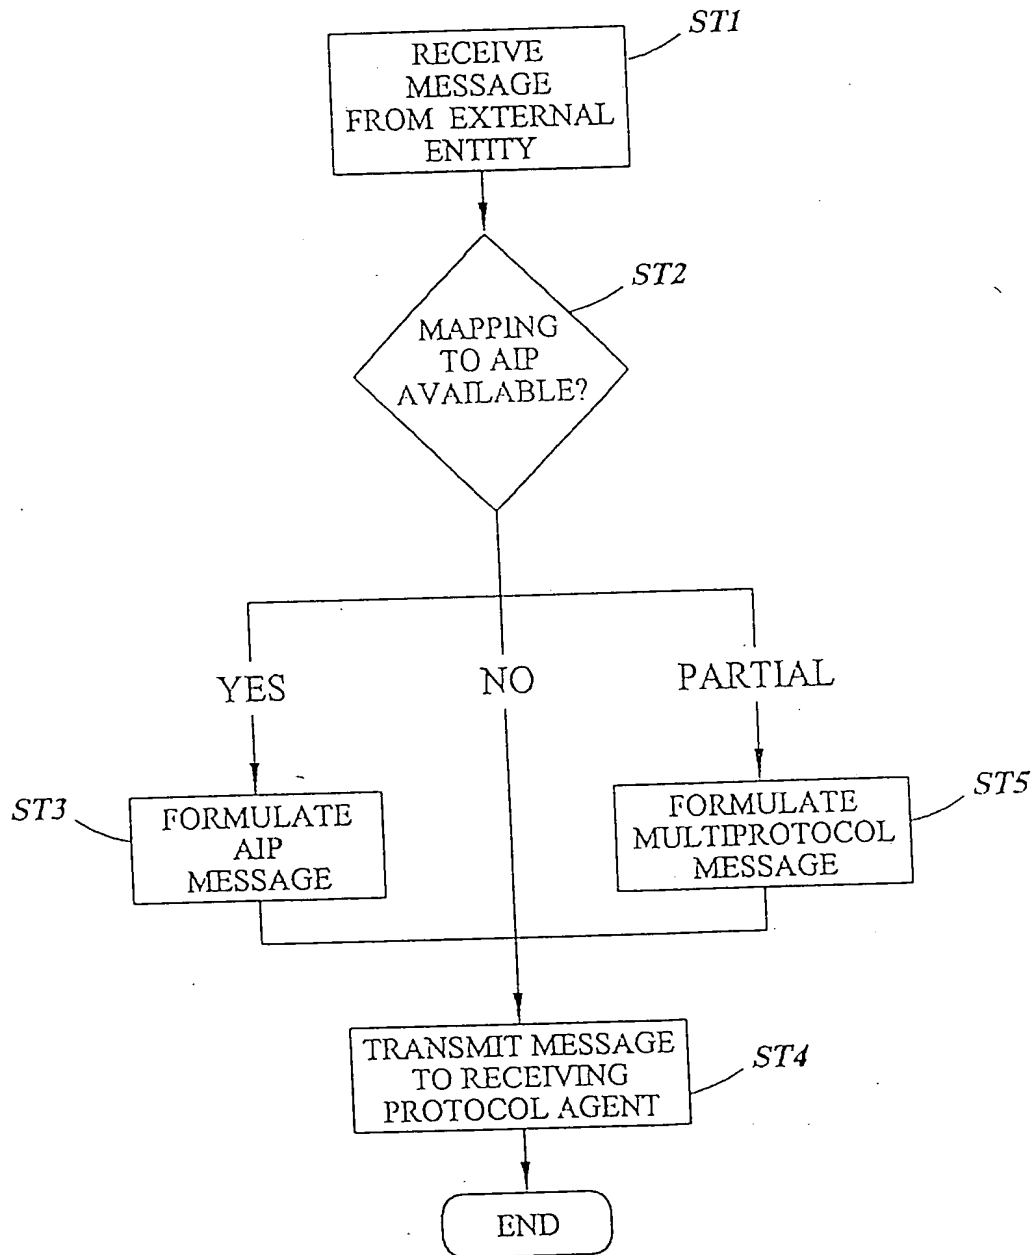 ST1
RECEIVE
MESSAGE
FROM EXTERNAL
ENTITY
ST2
MAPPING
TO AIP
AVAILABLE?
YES
NO
PARTIAL
ST3
FORMULATE
AIP
MESSAGE
ST5
FORMULATE
MULTIPROTOCOL
MESSAGE
TRANSMIT MESSAGE
TO RECEIVING
PROTOCOL AGENT
ST4
END